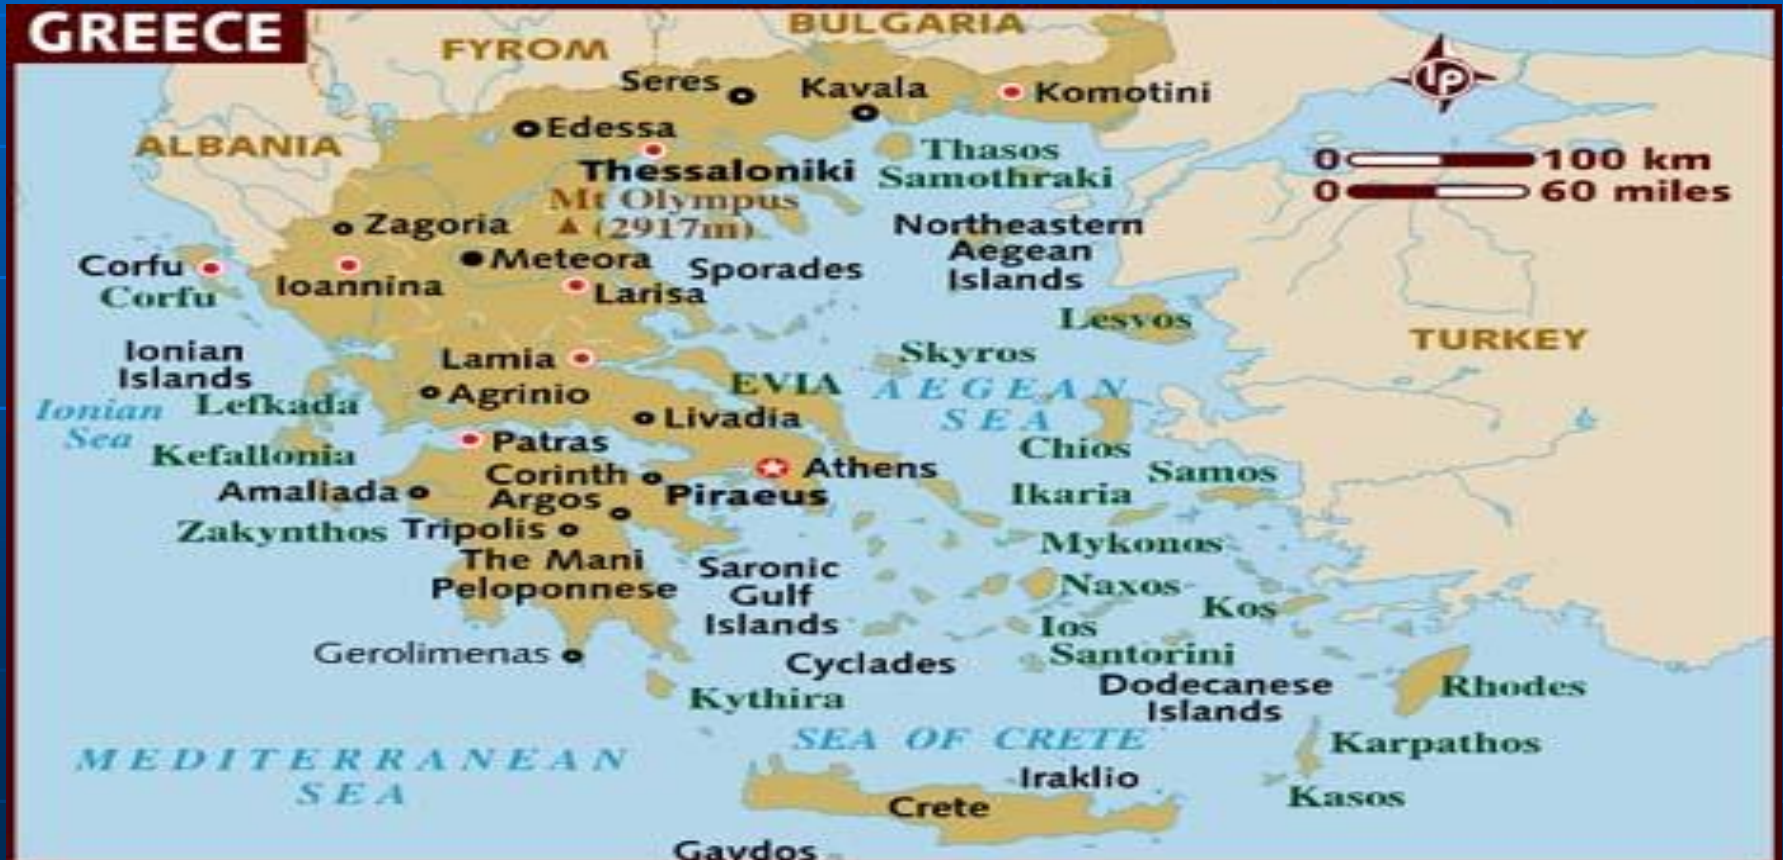 GREECE
BULGARIA
FYROM
Seres
Kavala
Komotini
Edessa
ALBANIA
Thasos
0 100 km
Thessaloniki
Samothraki
0 60 miles
Mt Olympus
(2917m)
Zagoria
Northeastern
Aegean
Islands
Meteora
Sporades
Corfu
Corfu
Ioannina
Larisa
Lesvos
TURKEY
Ionian
Islands
Lamia
Skyros
EVIA
AEGEAN
SEA
Agrinio
Lefkada
Ionian
Sea
Livadia
Patras
Chios
Kefallonia
Athens
Samos
Corinth
Amaliada
Argos
Piraeus
Ikaria
Zakynthos
Tripolis
Mykonos
The Mani
Peloponnese
Saronic
Gulf
Islands
Naxos
Kos
Ios
Gerolimenas
Cyclades
Santorini
Dodecanese
Islands
Rhodes
Kythira
SEA OF CRETE
Karpathos
MEDITERRANEAN
SEA
Iraklio
Kasos
Crete
Gavdos
LP